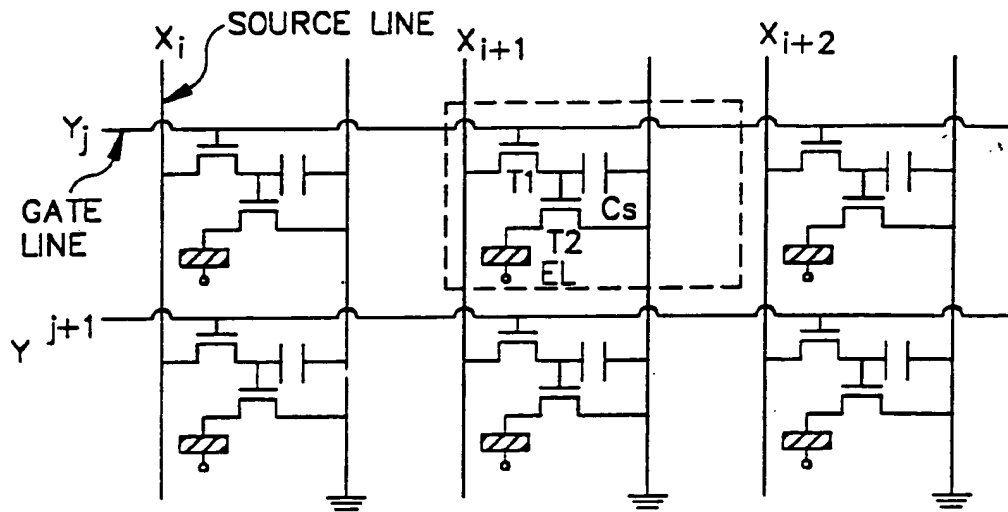 SOURCE LINE
Xi
Xi+1
Xi+2
Yj
T1
Cs
GATE
LINE
T2
EL
Y j+1